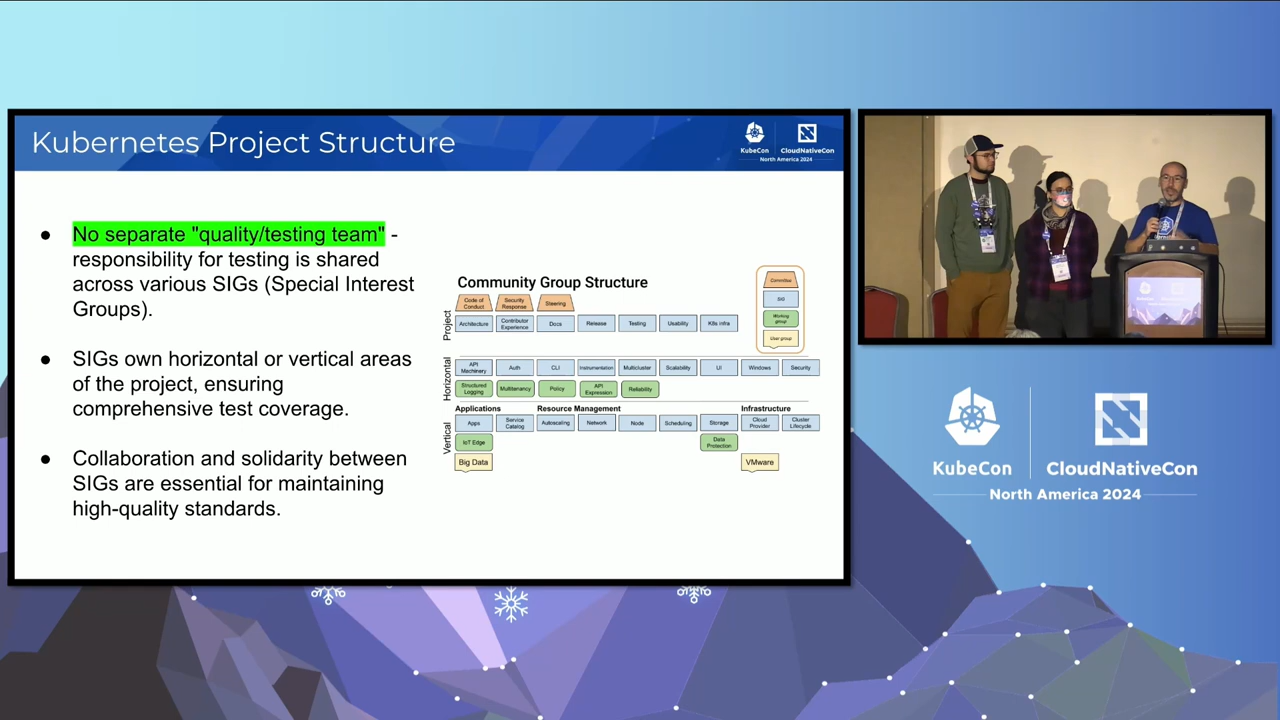 Kubernetes Project Structure
KubeCon
CloudNativeCon
North America 2024
● No separate "quality/testing team" -
responsibility for testing is shared
across various SIGs (Special Interest
Groups).
● SIGs own horizontal or vertical areas
of the project, ensuring
comprehensive test coverage.
● Collaboration and solidarity between
SIGs are essential for maintaining
high-quality standards.
Community Group Structure
Committee
SIG
Working group
User group
Project
Code of Conduct
Security Response
Steering
Architecture
Contributor Experience
Docs
Release
Testing
Usability
K8s Infra
Horizontal
API Machinery
Auth
CLI
Instrumentation
Multicluster
Scalability
UI
Windows
Security
Structured Logging
Multitenancy
Policy
API Expression
Reliability
Vertical
Applications
Resource Management
Infrastructure
Apps
Service Catalog
Autoscaling
Network
Node
Scheduling
Storage
Cloud Provider
Cluster Lifecycle
IoT Edge
Data Protection
Big Data
VMware
KubeCon
CloudNativeCon
North America 2024